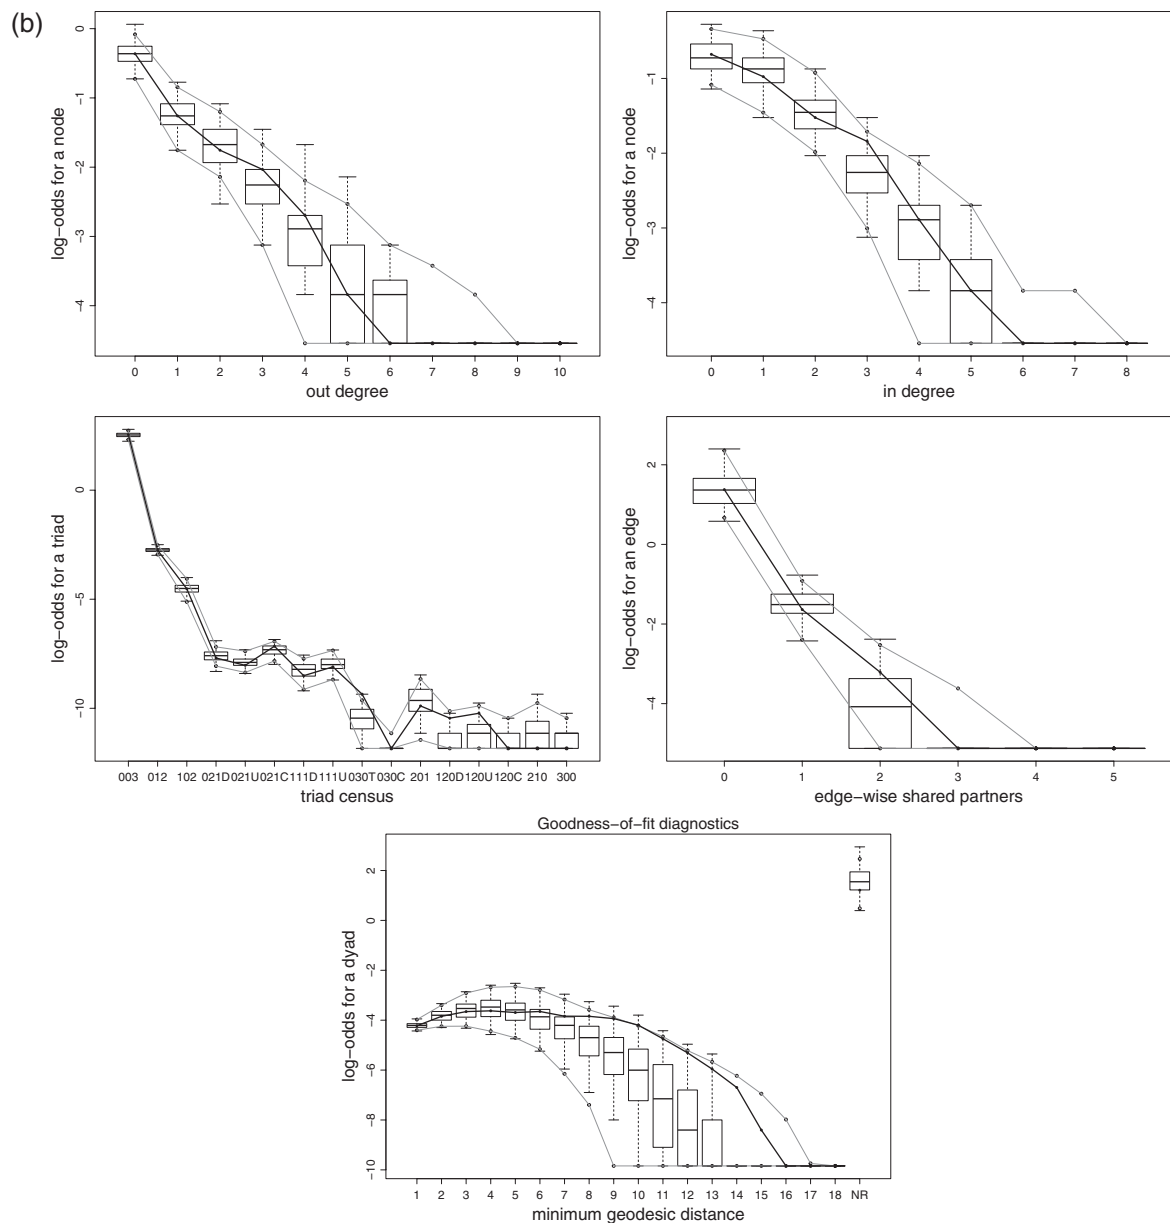 (b)
0
-1
-2
-3
-4
log-odds for a node
0 1 2 3 4 5 6 7 8 9 10
out degree
-1
-2
-3
-4
log-odds for a node
0 1 2 3 4 5 6 7 8
in degree
0
-5
-10
log-odds for a triad
003 012 102 021D 021U 021C 111D 111U 030T 030C 201 120D 120U 120C 210 300
triad census
2
0
-2
-4
log-odds for an edge
0 1 2 3 4 5
edge-wise shared partners
Goodness-of-fit diagnostics
2
0
-2
-4
-6
-8
-10
log-odds for a dyad
1 2 3 4 5 6 7 8 9 10 11 12 13 14 15 16 17 18 NR
minimum geodesic distance